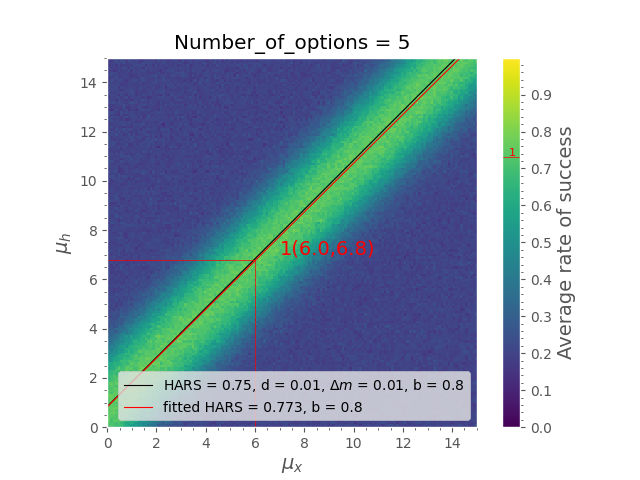 Number_of_options = 5
14
12
10
8
6
4
2
0
μh
1(6.0,6.8)
HARS = 0.75, d = 0.01, Δm = 0.01, b = 0.8
fitted HARS = 0.773, b = 0.8
0 2 4 6 8 10 12 14
μx
1
0.9
0.8
0.7
0.6
0.5
0.4
0.3
0.2
0.1
0.0
Average rate of success